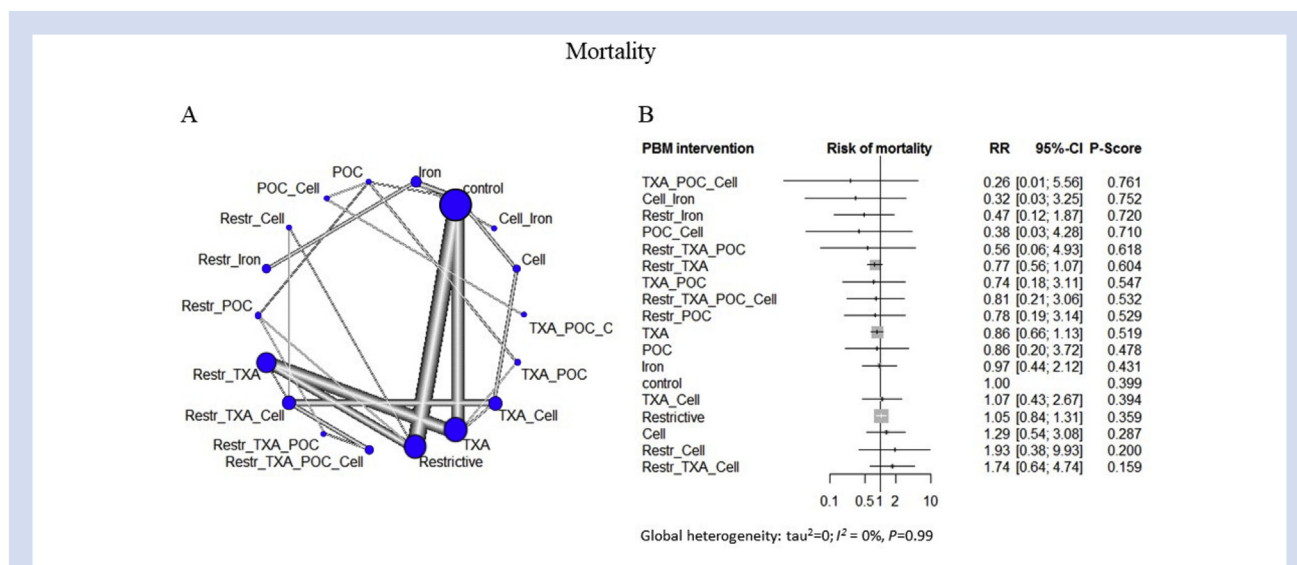 Mortality
A
POC
Iron
control
POC_Cell
Restr_Cell
Cell_Iron
Cell
Restr_Iron
Restr_POC
TXA_POC_C
TXA_POC
Restr_TXA
Restr_TXA_Cell
TXA_Cell
Restr_TXA_POC
TXA
Restr_TXA_POC_Cell
Restrictive
B
PBM intervention Risk of mortality RR 95%-CI P-Score
TXA_POC_Cell 0.26 [0.01; 5.56] 0.761
Cell_Iron 0.32 [0.03; 3.25] 0.752
Restr_Iron 0.47 [0.12; 1.87] 0.720
POC_Cell 0.38 [0.03; 4.28] 0.710
Restr_TXA_POC 0.56 [0.06; 4.93] 0.618
Restr_TXA 0.77 [0.56; 1.07] 0.604
TXA_POC 0.74 [0.18; 3.11] 0.547
Restr_TXA_POC_Cell 0.81 [0.21; 3.06] 0.532
Restr_POC 0.78 [0.19; 3.14] 0.529
TXA 0.86 [0.66; 1.13] 0.519
POC 0.86 [0.20; 3.72] 0.478
Iron 0.97 [0.44; 2.12] 0.431
control 1.00 0.399
TXA_Cell 1.07 [0.43; 2.67] 0.394
Restrictive 1.05 [0.84; 1.31] 0.359
Cell 1.29 [0.54; 3.08] 0.287
Restr_Cell 1.93 [0.38; 9.93] 0.200
Restr_TXA_Cell 1.74 [0.64; 4.74] 0.159
0.1 0.5 1 2 10
Global heterogeneity: tau²=0; I² = 0%, P=0.99